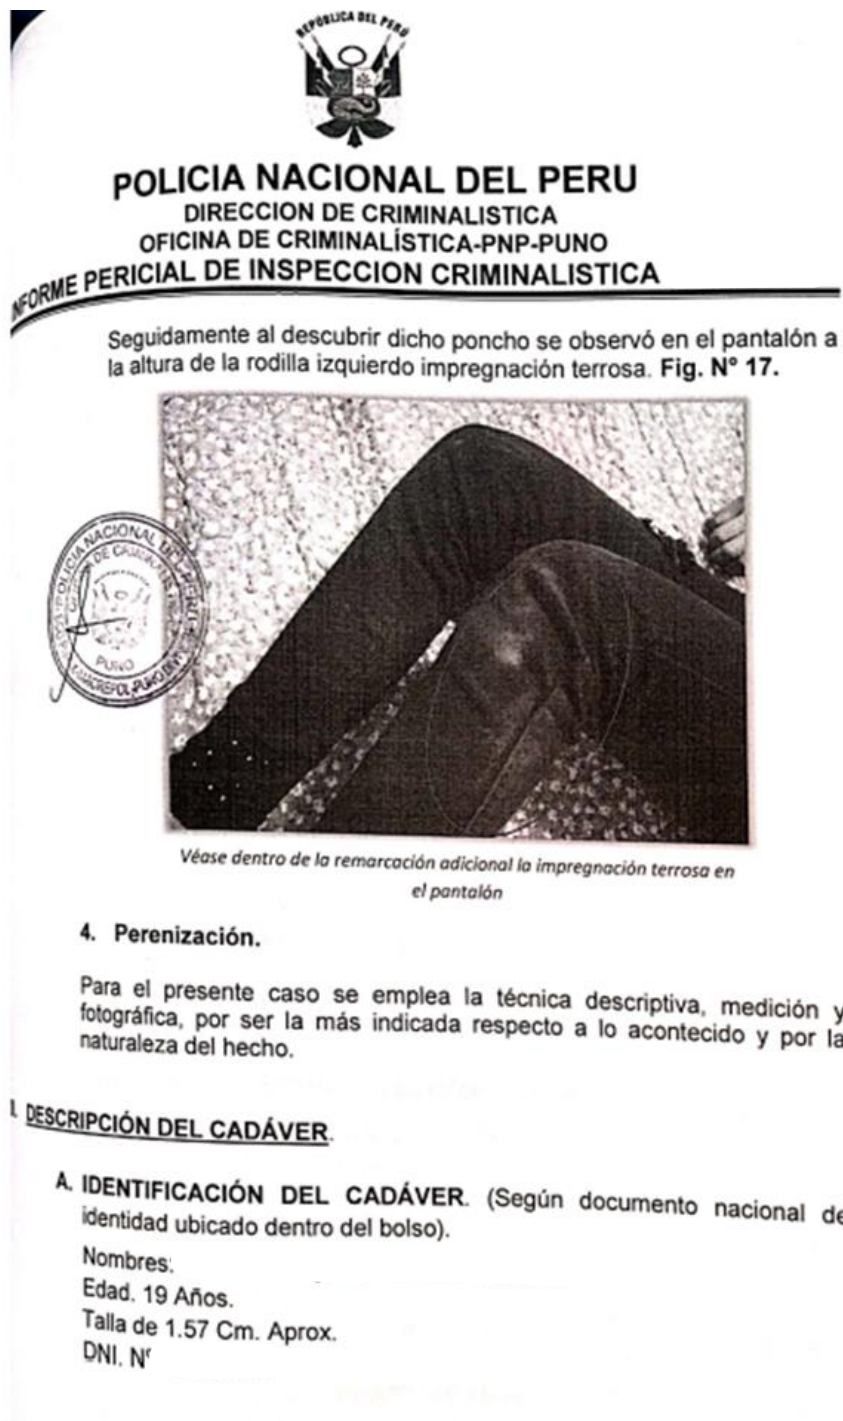 REPÚBLICA DEL PERÚ
POLICIA NACIONAL DEL PERU
DIRECCION DE CRIMINALISTICA
OFICINA DE CRIMINALÍSTICA-PNP-PUNO
INFORME PERICIAL DE INSPECCION CRIMINALISTICA
Seguidamente al descubrir dicho poncho se observó en el pantalón a
la altura de la rodilla izquierdo impregnación terrosa. Fig. N° 17.
POLICIA NACIONAL DEL PERU
PUNO
Véase dentro de la remarcación adicional la impregnación terrosa en
el pantalón
4. Perenización.
Para el presente caso se emplea la técnica descriptiva, medición y
fotográfica, por ser la más indicada respecto a lo acontecido y por la
naturaleza del hecho.
I. DESCRIPCIÓN DEL CADÁVER.
A. IDENTIFICACIÓN DEL CADÁVER. (Según documento nacional de
identidad ubicado dentro del bolso).
Nombres:
Edad. 19 Años.
Talla de 1.57 Cm. Aprox.
DNI. N°